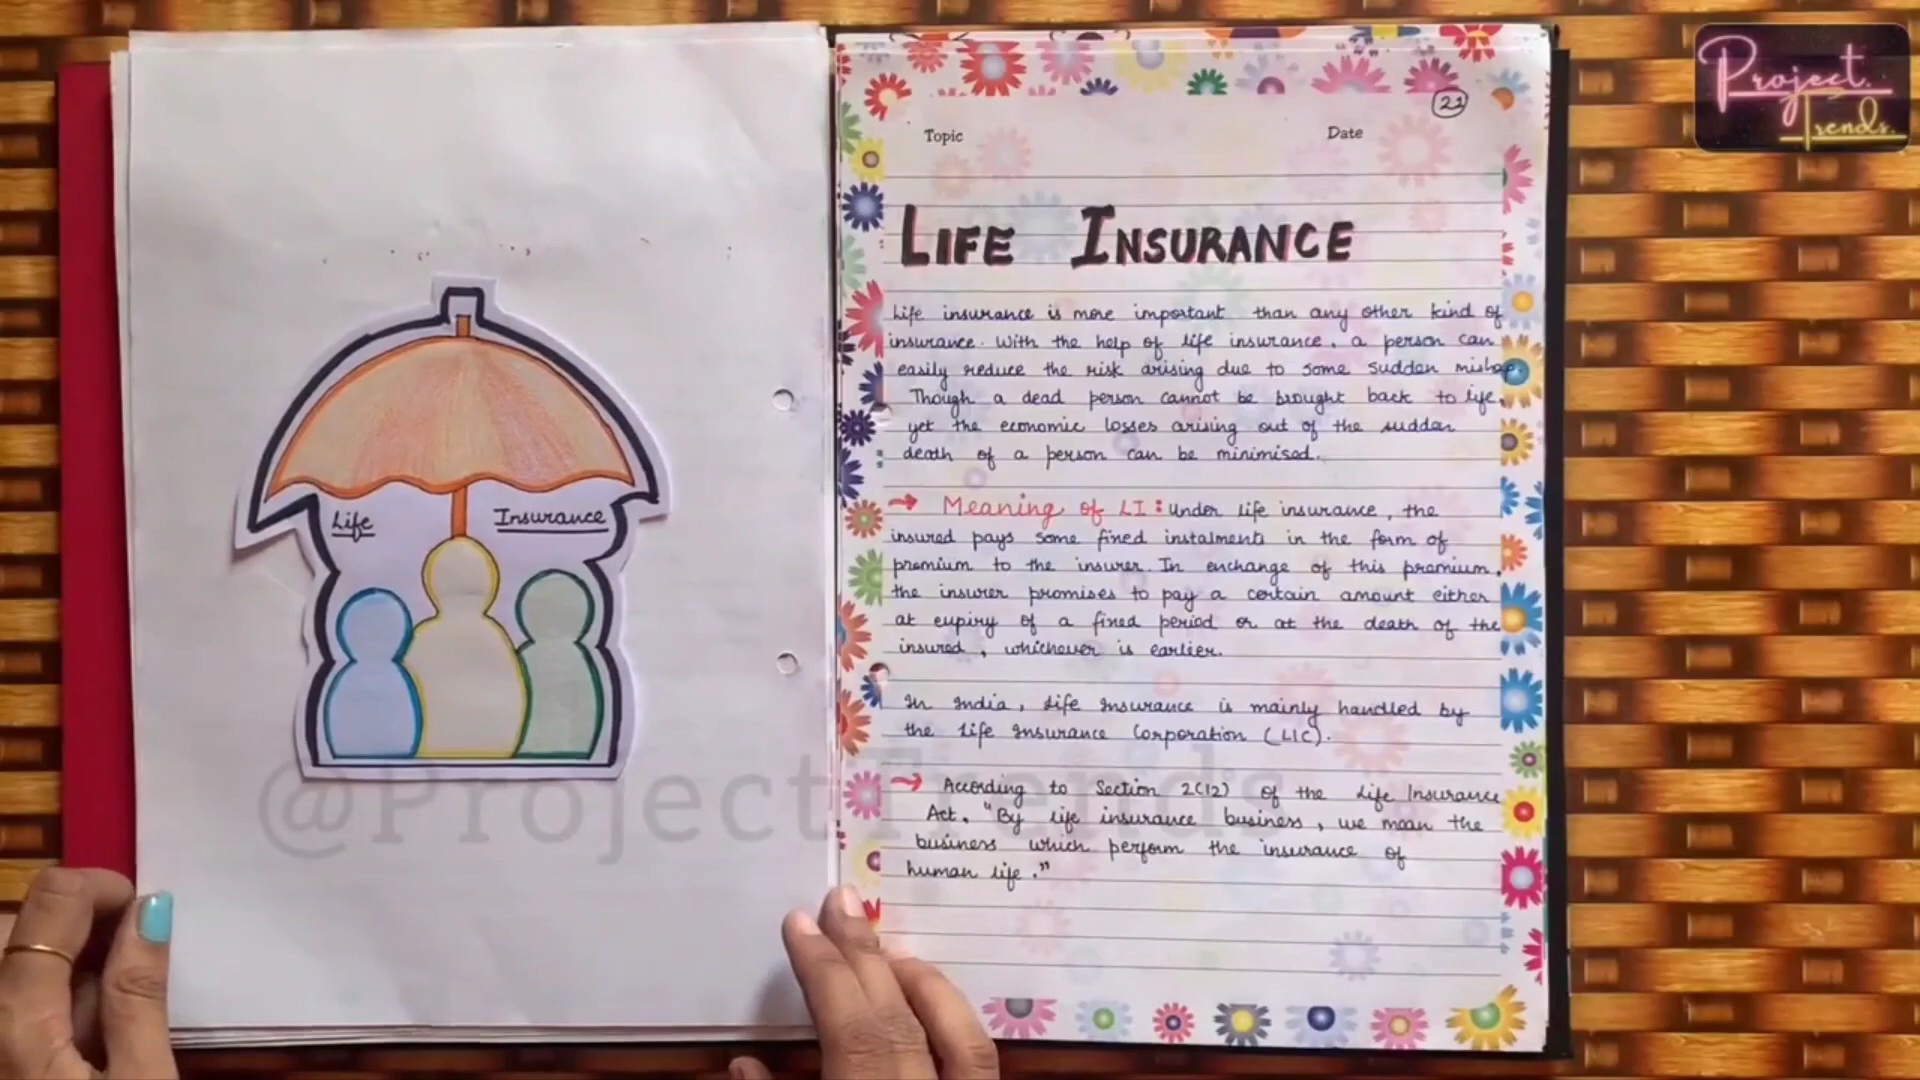 Project
Trends.
21
Topic
Date
LIFE INSURANCE
Life insurance is more important than any other kind of
insurance. With the help of life insurance, a person can
easily reduce the risk arising due to some sudden mishap.
Though a dead person cannot be brought back to life,
yet the economic losses arising out of the sudden
death of a person can be minimised.
→ Meaning of LI : Under life insurance, the
insured pays some fixed instalments in the form of
premium to the insurer. In exchange of this premium,
the insurer promises to pay a certain amount either
at expiry of a fixed period or at the death of the
insured, whichever is earlier.
In India, Life Insurance is mainly handled by
the Life Insurance Corporation (LIC).
→ According to Section 2(12) of the Life Insurance
Act, "By life insurance business, we mean the
business which perform the insurance of
human life."
Life Insurance
@ProjectTrends